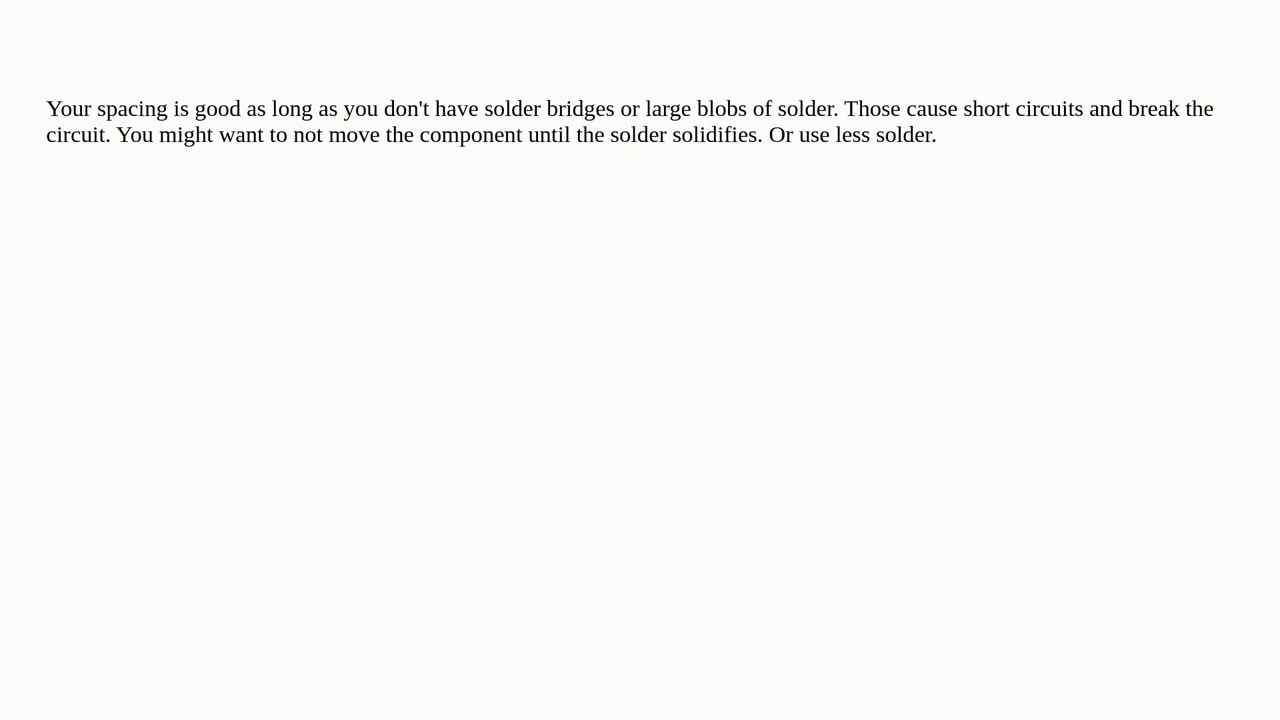 Your spacing is good as long as you don't have solder bridges or large blobs of solder. Those cause short circuits and break the
circuit. You might want to not move the component until the solder solidifies. Or use less solder.